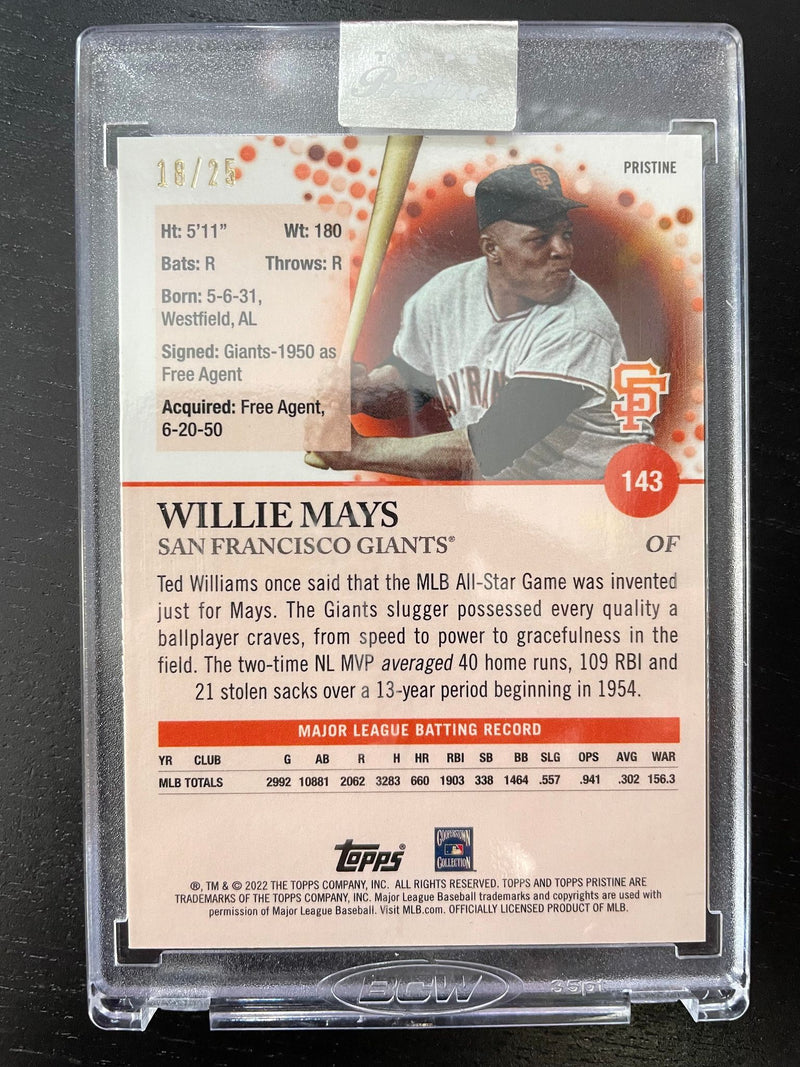 TOPPS
Pristine
18/25
PRISTINE
SF
Ht: 5'11" Wt: 180
Bats: R Throws: R
Born: 5-6-31,
Westfield, AL
Signed: Giants-1950 as
Free Agent
Acquired: Free Agent,
6-20-50
SF
143
WILLIE MAYS
SAN FRANCISCO GIANTS®
OF
Ted Williams once said that the MLB All-Star Game was invented
just for Mays. The Giants slugger possessed every quality a
ballplayer craves, from speed to power to gracefulness in the
field. The two-time NL MVP averaged 40 home runs, 109 RBI and
21 stolen sacks over a 13-year period beginning in 1954.
MAJOR LEAGUE BATTING RECORD
YR CLUB G AB R H HR RBI SB BB SLG OPS AVG WAR
MLB TOTALS 2992 10881 2062 3283 660 1903 338 1464 .557 .941 .302 156.3
Topps®
COOPERSTOWN
COLLECTION
®, TM & © 2022 THE TOPPS COMPANY, INC. ALL RIGHTS RESERVED. TOPPS AND TOPPS PRISTINE ARE
TRADEMARKS OF THE TOPPS COMPANY, INC. Major League Baseball trademarks and copyrights are used with
permission of Major League Baseball. Visit MLB.com. OFFICIALLY LICENSED PRODUCT OF MLB.
BCW
35pt